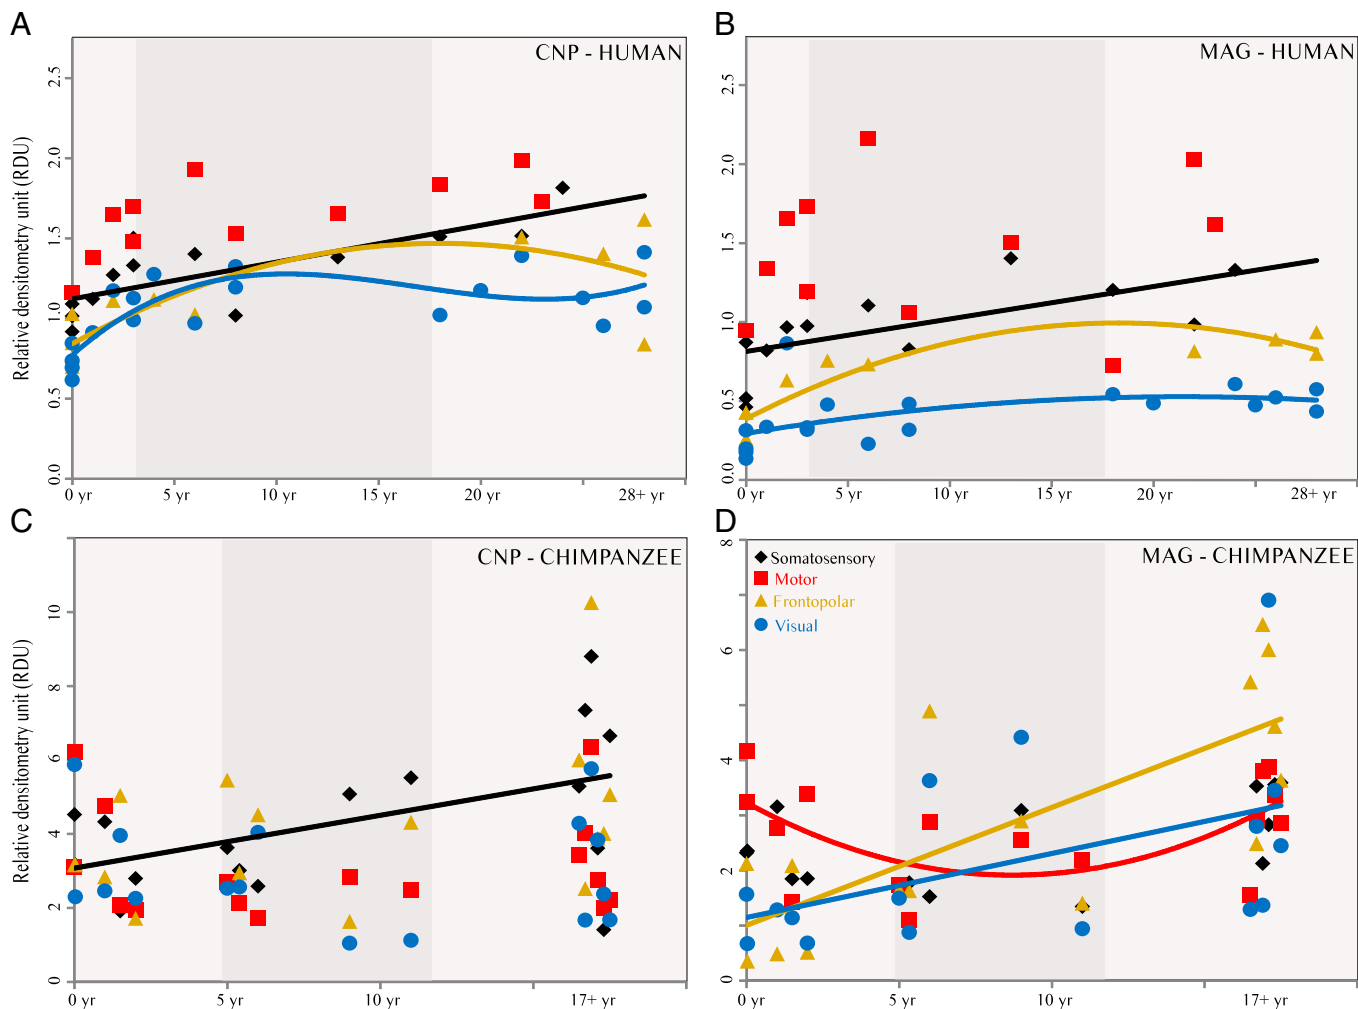 A
CNP - HUMAN
Relative densitometry unit (RDU)
2.5
2.0
1.5
1.0
0.5
0.0
0 yr
5 yr
10 yr
15 yr
20 yr
28+ yr
B
MAG - HUMAN
2.5
2.0
1.5
1.0
0.5
0.0
0 yr
5 yr
10 yr
15 yr
20 yr
28+ yr
C
CNP - CHIMPANZEE
Relative densitometry unit (RDU)
10
8
6
4
2
0
0 yr
5 yr
10 yr
17+ yr
D
MAG - CHIMPANZEE
Somatosensory
Motor
Frontopolar
Visual
8
6
4
2
0
0 yr
5 yr
10 yr
17+ yr